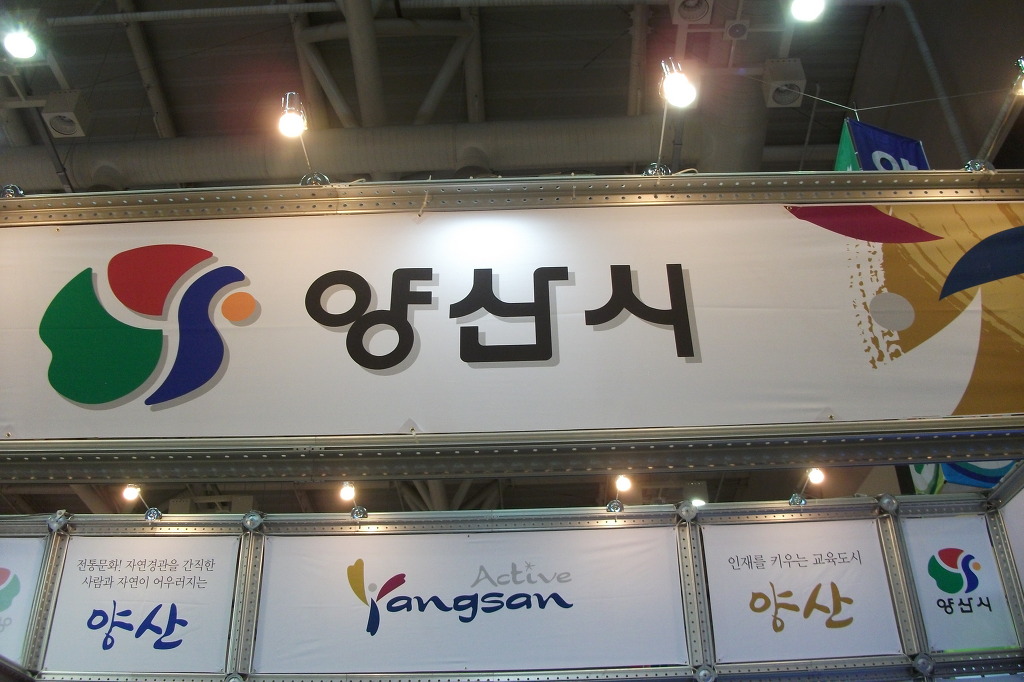 양산시
전통문화! 자연경관을 간직한
사람과 자연이 어우러지는
양산
Active
Yangsan
인재를 키우는 교육도시
양산
양산시